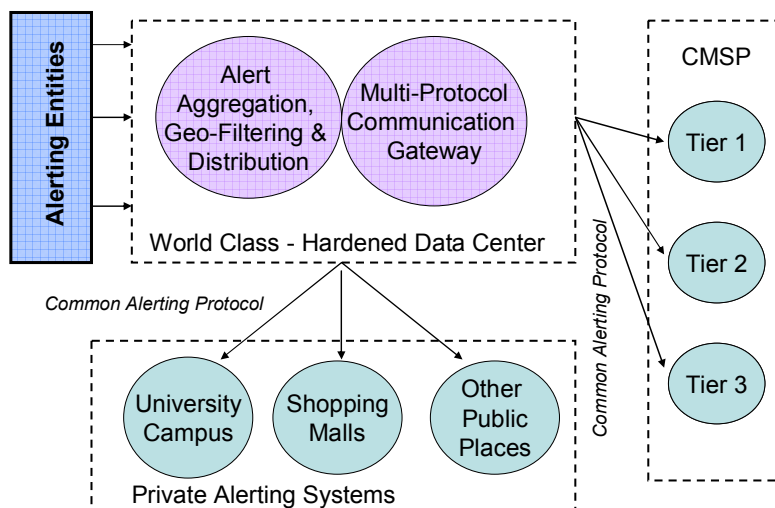 Alerting Entities
Alert
Aggregation,
Geo-Filtering &
Distribution
Multi-Protocol
Communication
Gateway
World Class - Hardened Data Center
CMSP
Tier 1
Tier 2
Tier 3
Common Alerting Protocol
Common Alerting Protocol
University
Campus
Shopping
Malls
Other
Public
Places
Private Alerting Systems